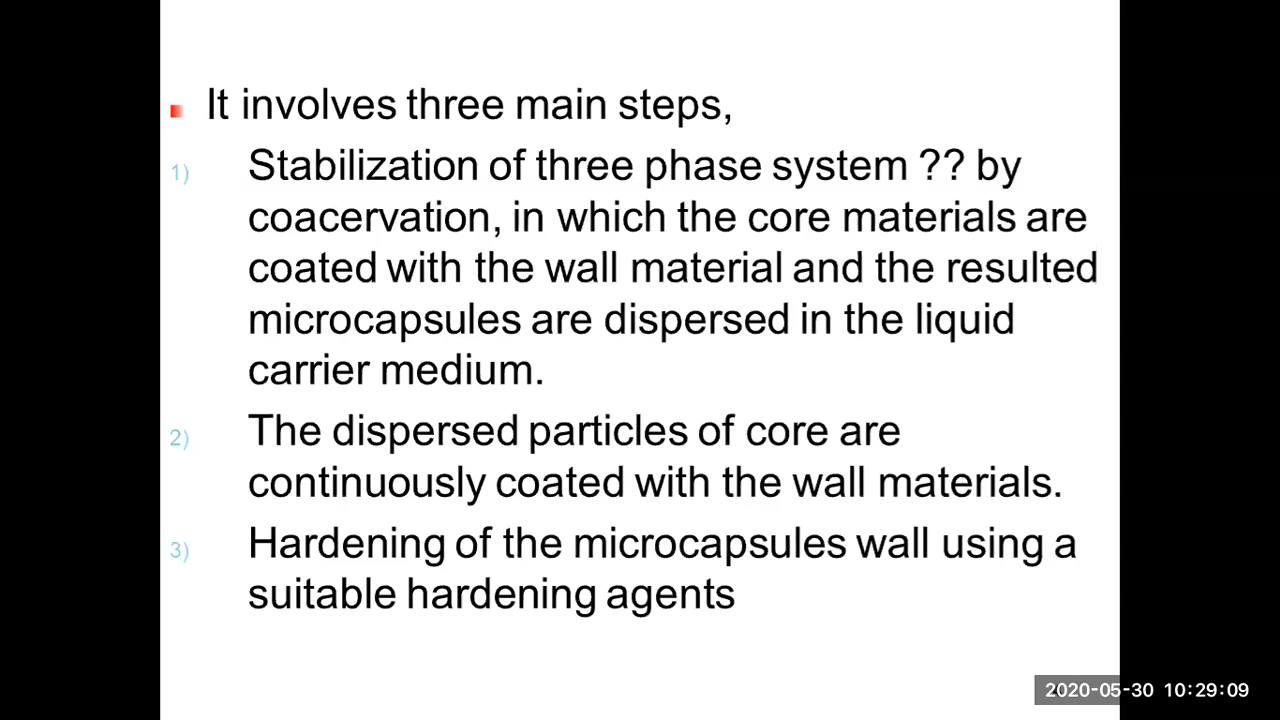 It involves three main steps,
1) Stabilization of three phase system ?? by
coacervation, in which the core materials are
coated with the wall material and the resulted
microcapsules are dispersed in the liquid
carrier medium.
2) The dispersed particles of core are
continuously coated with the wall materials.
3) Hardening of the microcapsules wall using a
suitable hardening agents
2020-05-30 10:29:09